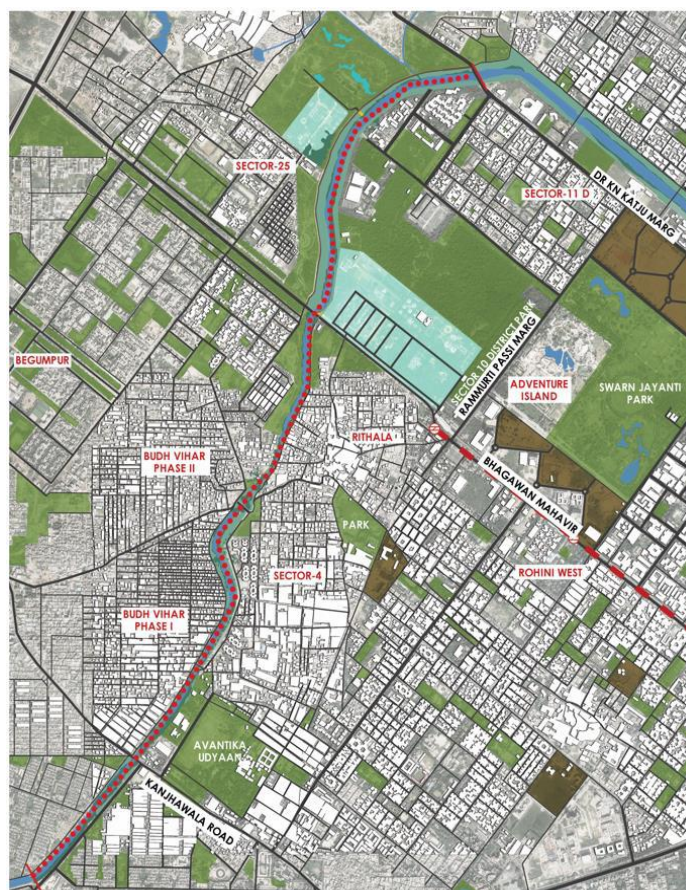 SECTOR-25
SECTOR-11 D
DR KN KATJU MARG
SECTOR 10 DISTRICT PARK
RAMMURTI PASSI MARG
BEGUMPUR
ADVENTURE
ISLAND
SWARN JAYANTI
PARK
RITHALA
BUDH VIHAR
PHASE II
BHAGAWAN MAHAVIR
PARK
SECTOR-4
ROHINI WEST
BUDH VIHAR
PHASE I
AVANTIKA
UDYAAN
KANJHAWALA ROAD